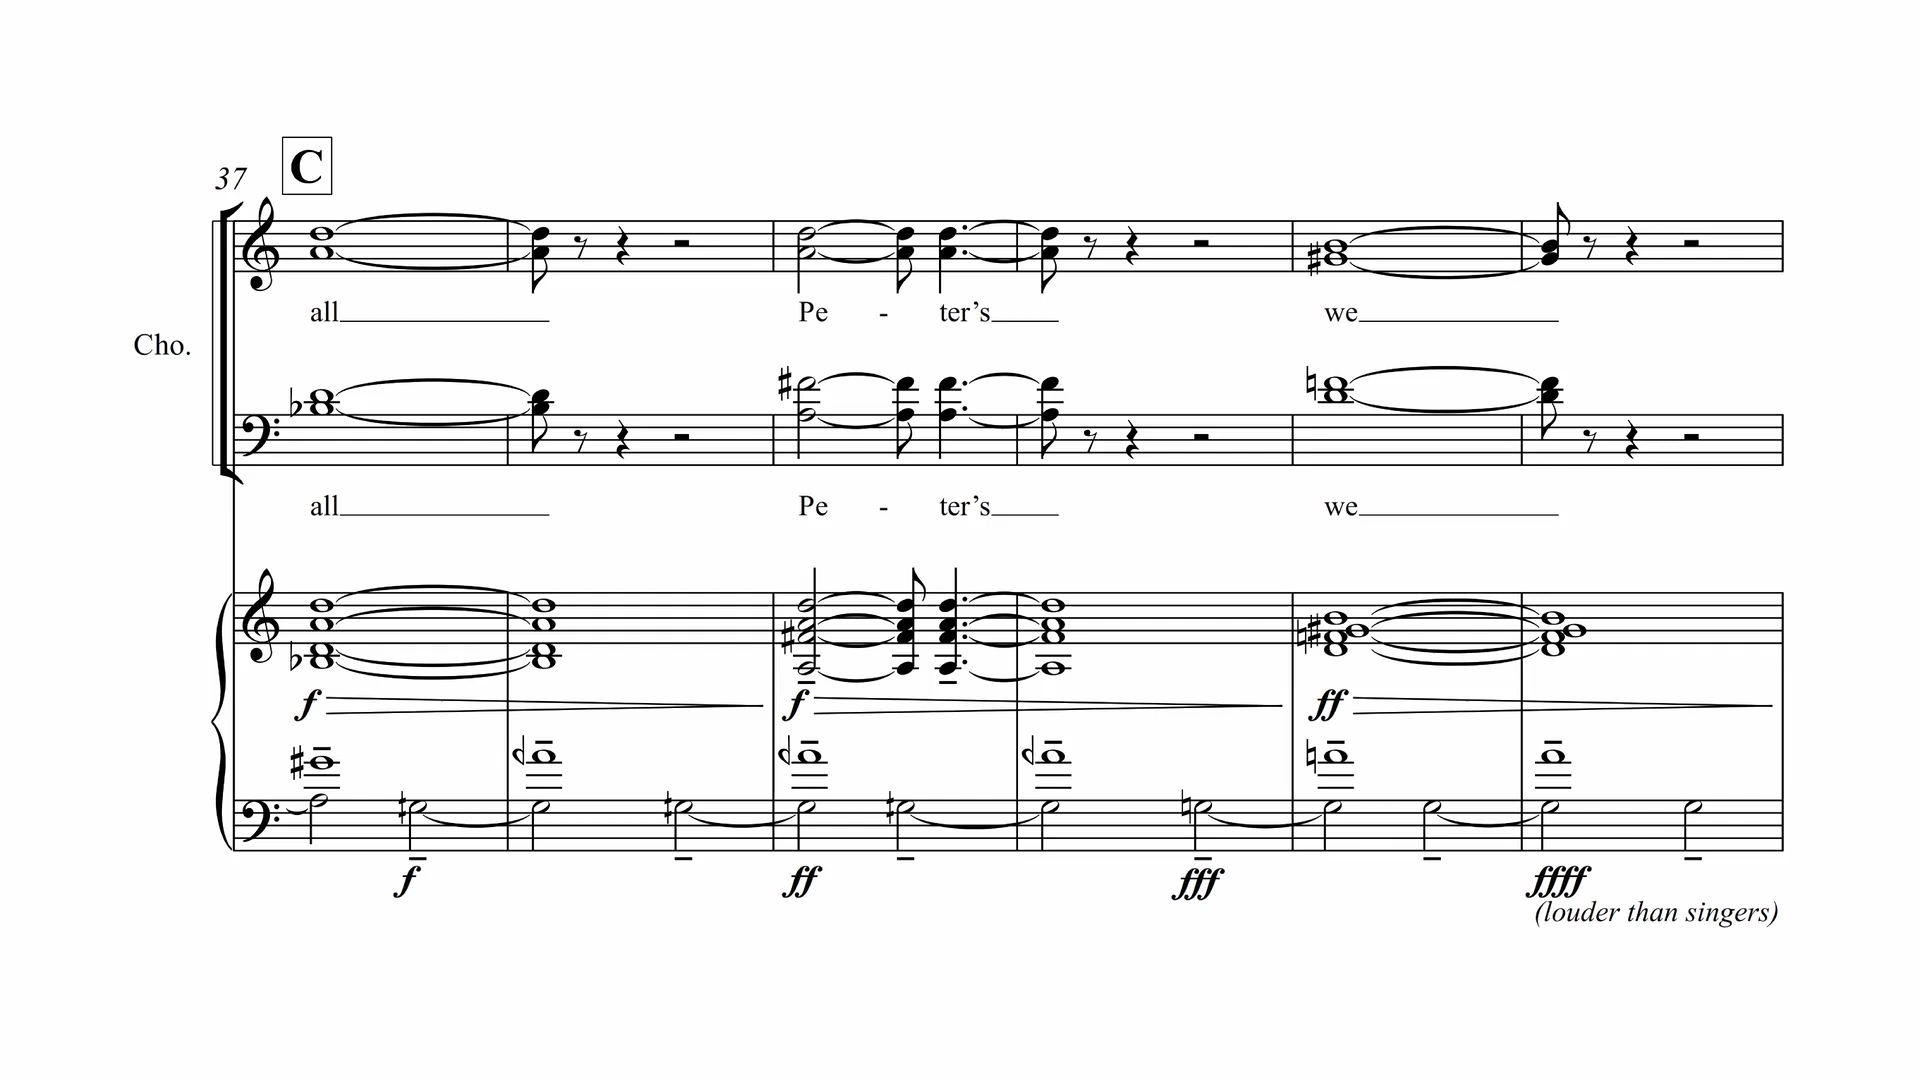 37 C
all Pe - ter’s we
Cho.
all Pe - ter’s we
f f ff
f ff fff ffff
(louder than singers)